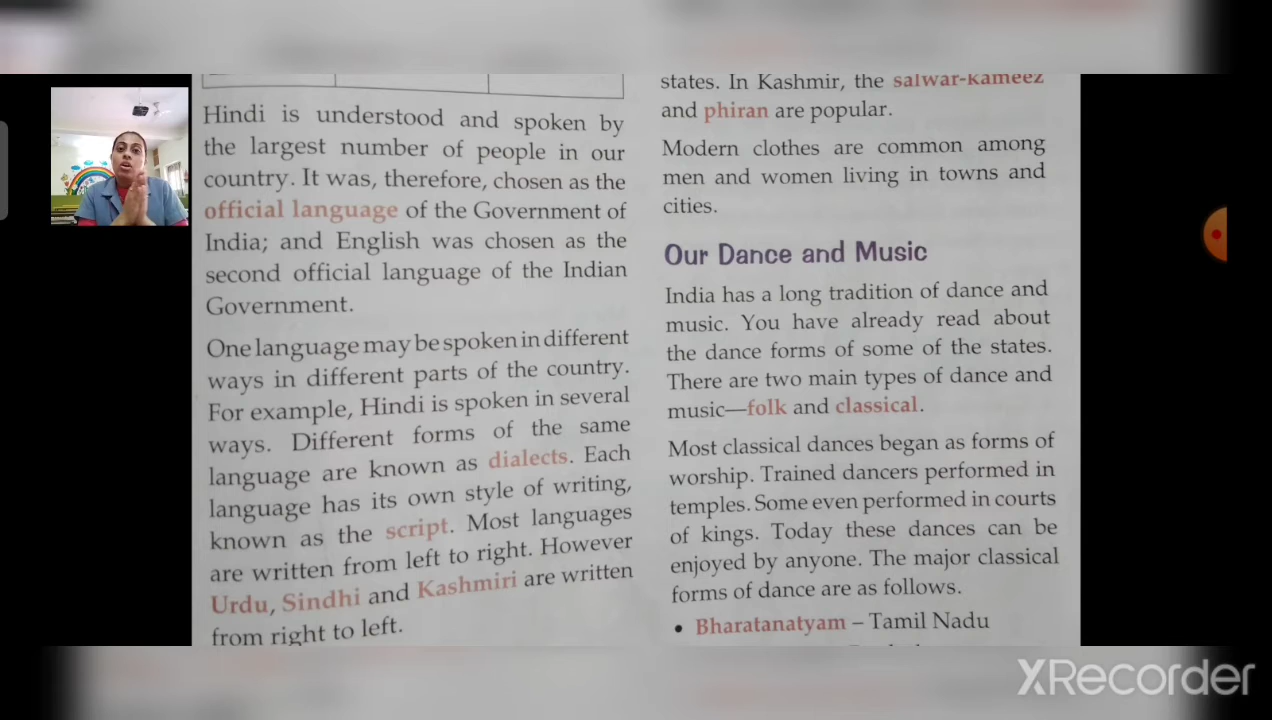 Hindi is understood and spoken by
the largest number of people in our
country. It was, therefore, chosen as the
official language of the Government of
India; and English was chosen as the
second official language of the Indian
Government.
One language may be spoken in different
ways in different parts of the country.
For example, Hindi is spoken in several
ways. Different forms of the same
language are known as dialects. Each
language has its own style of writing,
known as the script. Most languages
are written from left to right. However
Urdu, Sindhi and Kashmiri are written
from right to left.
states. In Kashmir, the salwar-kameez
and phiran are popular.
Modern clothes are common among
men and women living in towns and
cities.
Our Dance and Music
India has a long tradition of dance and
music. You have already read about
the dance forms of some of the states.
There are two main types of dance and
music—folk and classical.
Most classical dances began as forms of
worship. Trained dancers performed in
temples. Some even performed in courts
of kings. Today these dances can be
enjoyed by anyone. The major classical
forms of dance are as follows.
• Bharatanatyam – Tamil Nadu
XRecorder